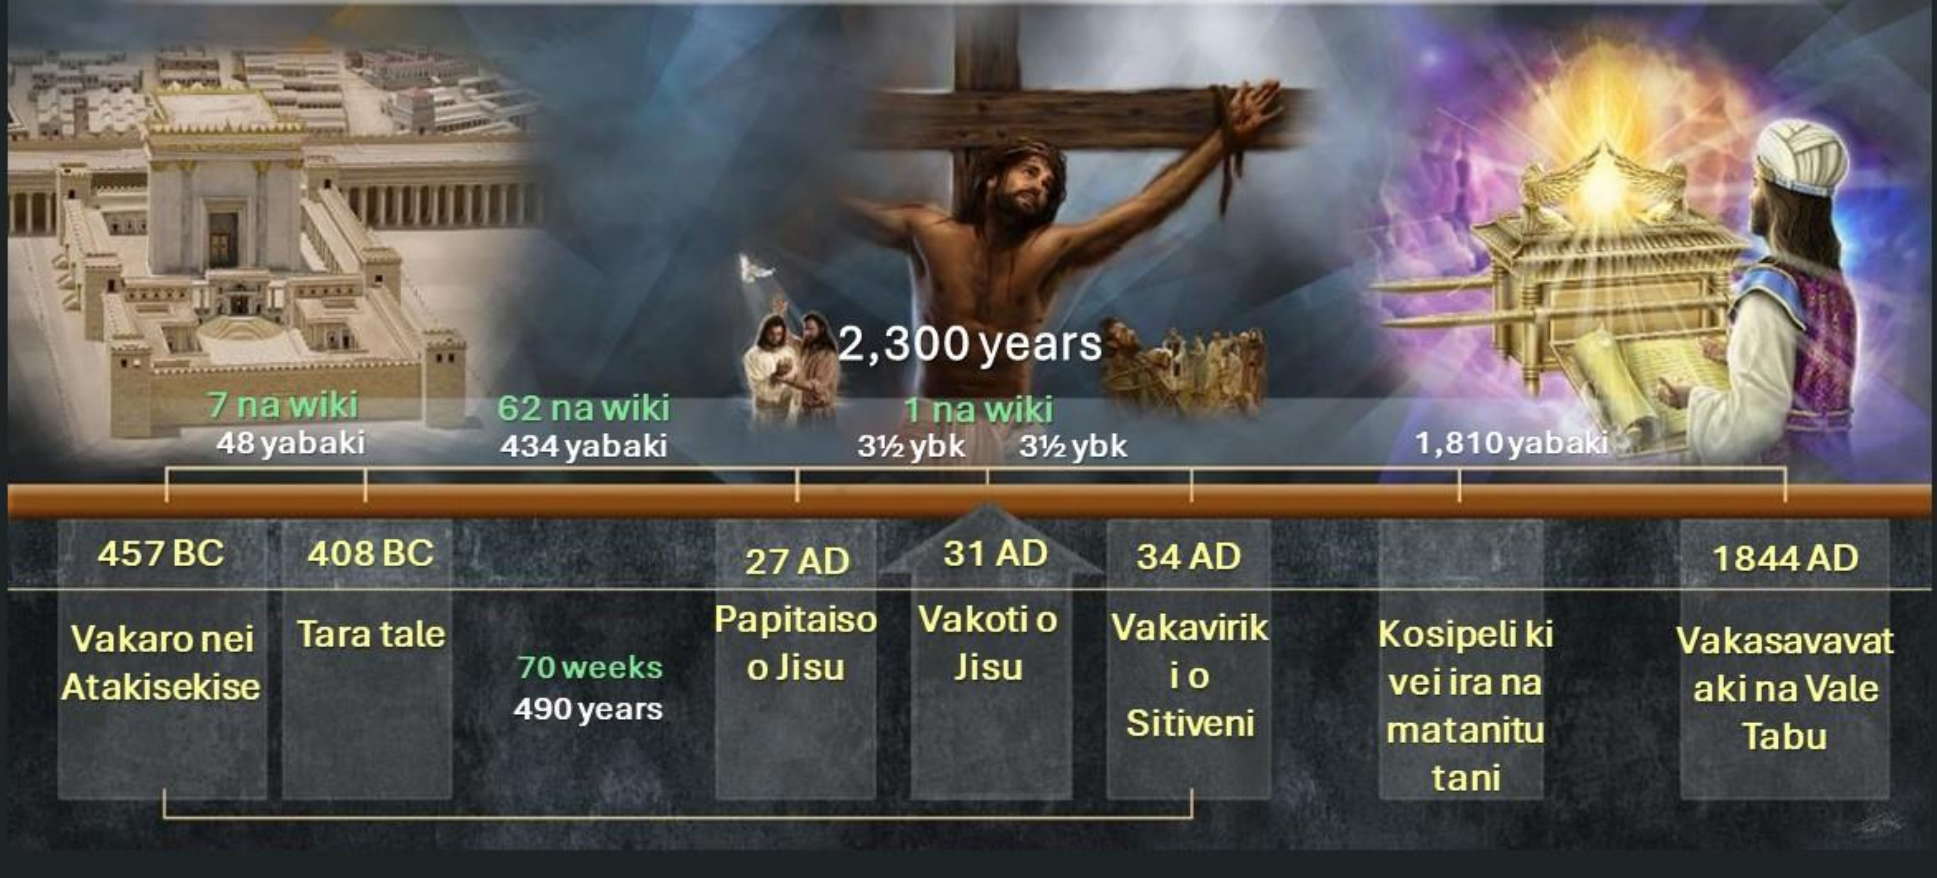 2,300 years
7 na wiki
48 yabaki
62 na wiki
434 yabaki
1 na wiki
3½ ybk
3½ ybk
1,810 yabaki
457 BC
Vakaro nei
Atakisekise
408 BC
Tara tale
70 weeks
490 years
27 AD
Papitaiso
o Jisu
31 AD
Vakoti o
Jisu
34 AD
Vakavirik
i o
Sitiveni
Kosipeli ki
vei ira na
matanitu
tani
1844 AD
Vakasavavat
aki na Vale
Tabu